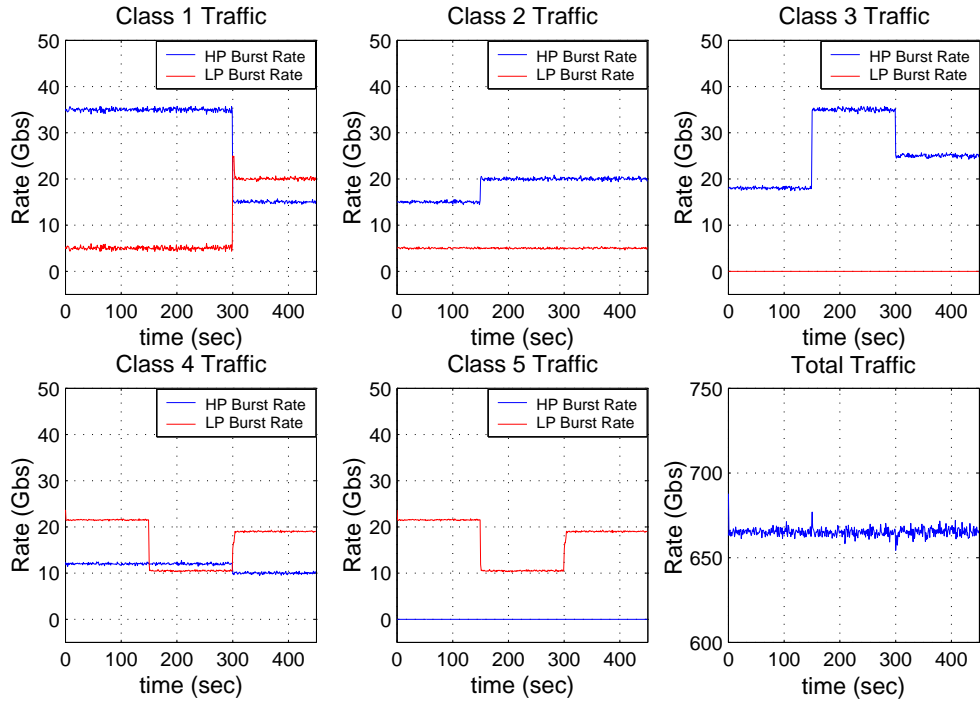 Class 1 Traffic
Rate (Gbs)
50
40
30
20
10
0
HP Burst Rate
LP Burst Rate
0 100 200 300 400
time (sec)
Class 2 Traffic
Rate (Gbs)
50
40
30
20
10
0
HP Burst Rate
LP Burst Rate
0 100 200 300 400
time (sec)
Class 3 Traffic
Rate (Gbs)
50
40
30
20
10
0
HP Burst Rate
LP Burst Rate
0 100 200 300 400
time (sec)
Class 4 Traffic
Rate (Gbs)
50
40
30
20
10
0
HP Burst Rate
LP Burst Rate
0 100 200 300 400
time (sec)
Class 5 Traffic
Rate (Gbs)
50
40
30
20
10
0
HP Burst Rate
LP Burst Rate
0 100 200 300 400
time (sec)
Total Traffic
Rate (Gbs)
750
700
650
600
0 100 200 300 400
time (sec)